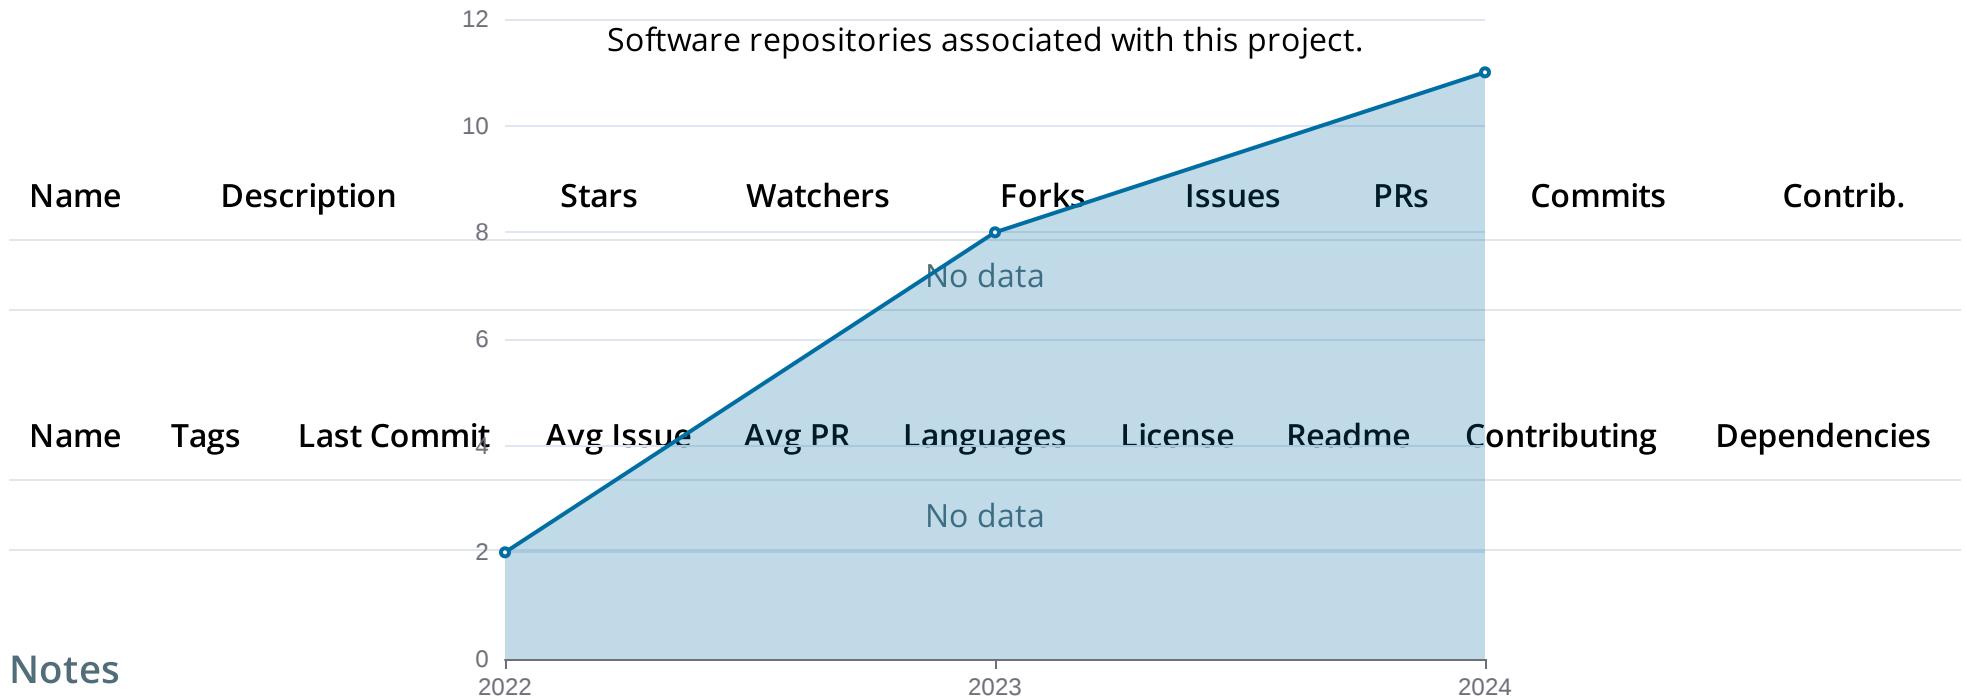 12
Software repositories associated with this project.
10
Name Description Stars Watchers Forks Issues PRs Commits Contrib.
8
No data
6
Name Tags Last Commit Avg Issue Avg PR Languages License Readme Contributing Dependencies
4
No data
2
0
Notes
2022 2023 2024